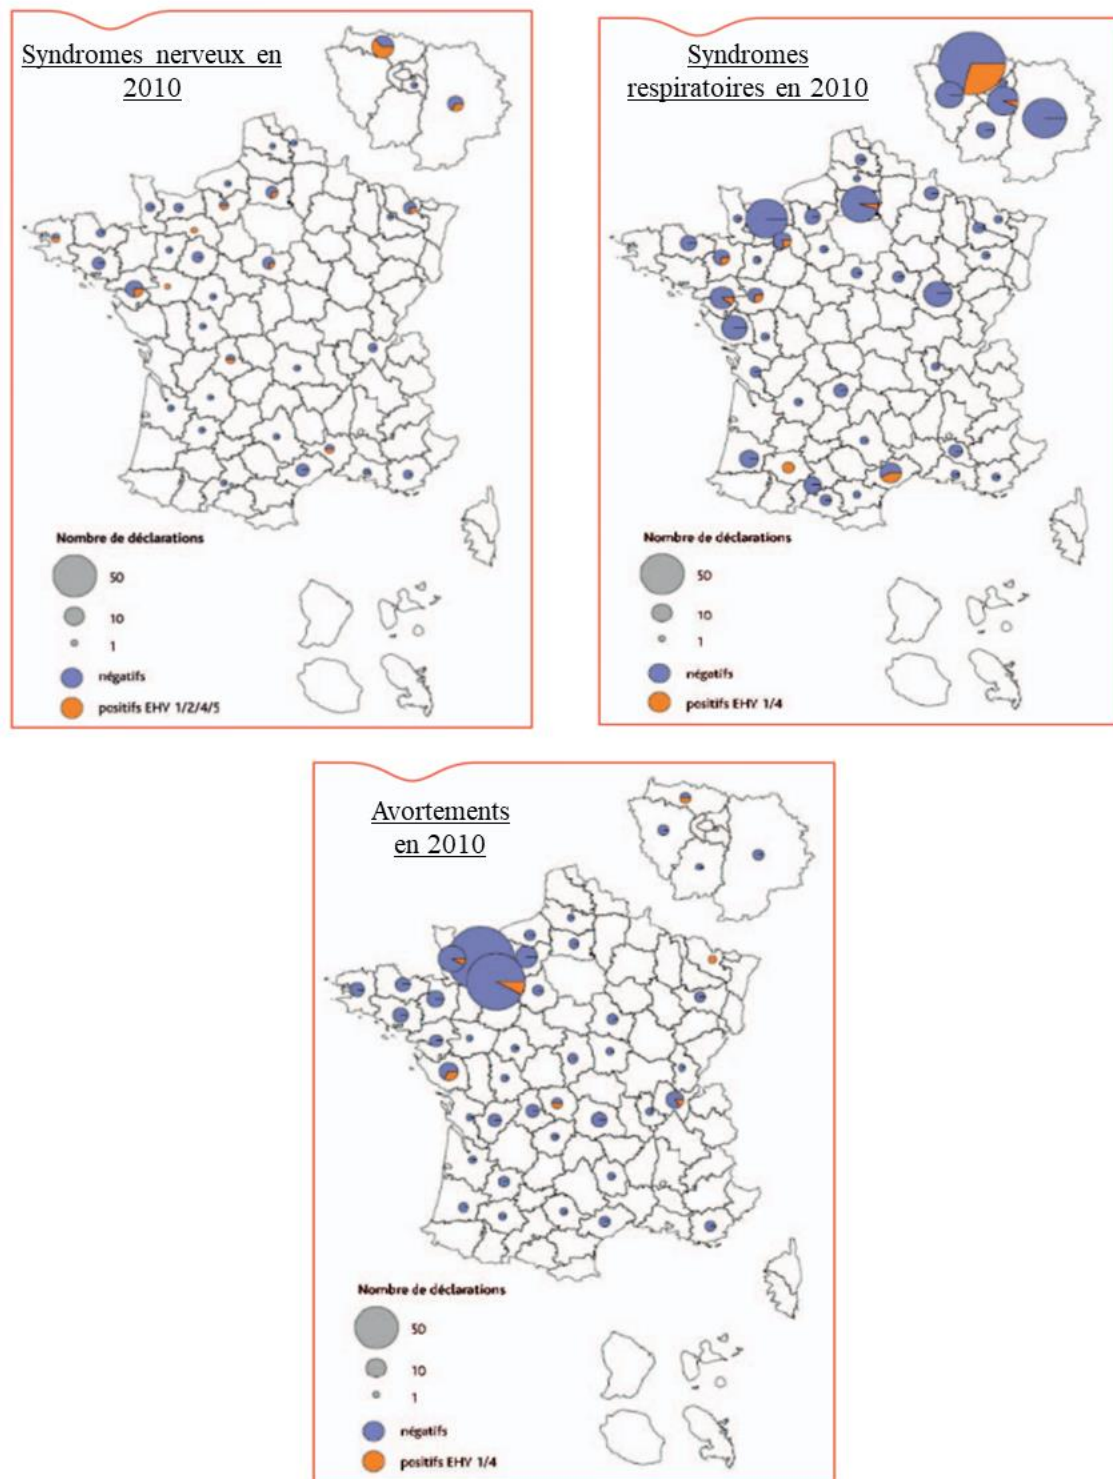 Syndromes nerveux en
2010
Nombre de déclarations
50
10
1
négatifs
positifs EHV 1/2/4/5
Syndromes
respiratoires en 2010
Nombre de déclarations
50
10
1
négatifs
positifs EHV 1/4
Avortements
en 2010
Nombre de déclarations
50
10
1
négatifs
positifs EHV 1/4